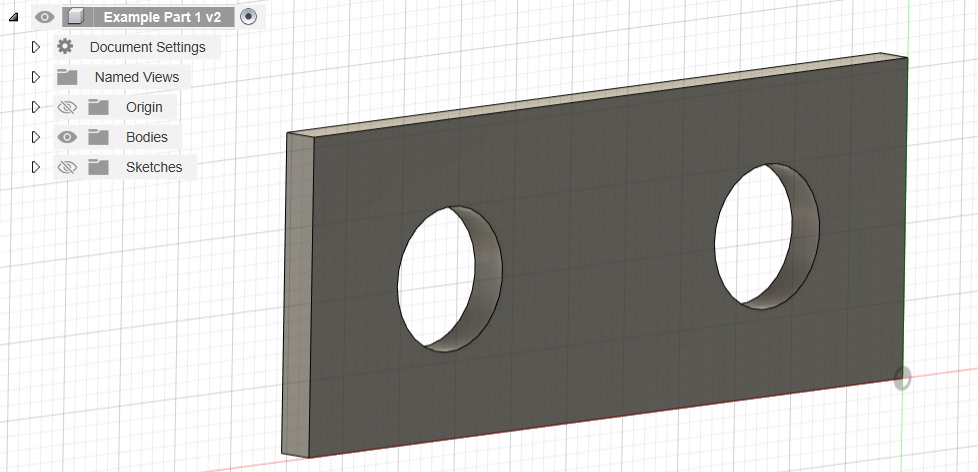 Example Part 1 v2
Document Settings
Named Views
Origin
Bodies
Sketches